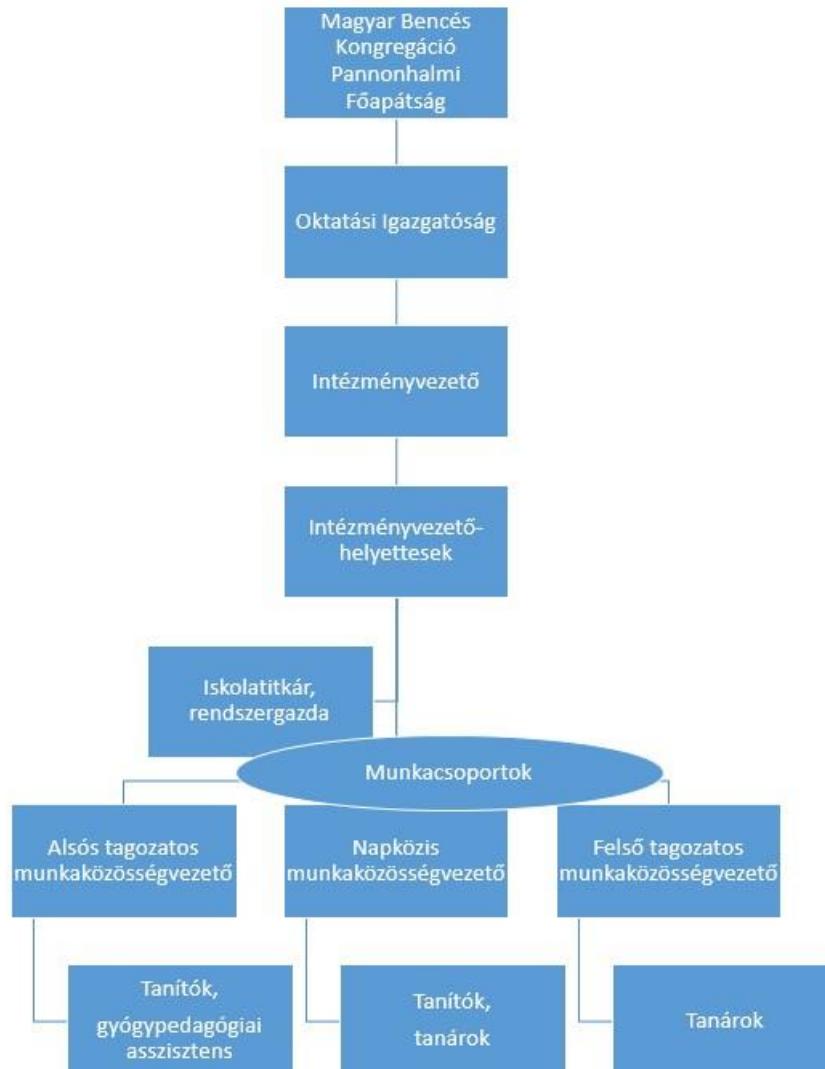 Magyar Bencés
Kongregáció
Pannonhalmi
Főapátság
Oktatási Igazgatóság
Intézményvezető
Intézményvezető-
helyettesek
Iskolatitkár,
rendszergazda
Munkacsoportok
Alsós tagozatos
munkaközösségvezető
Napközis
munkaközösségvezető
Felső tagozatos
munkaközösségvezető
Tanítók,
gyógypedagógiai
asszisztens
Tanítók,
tanárok
Tanárok